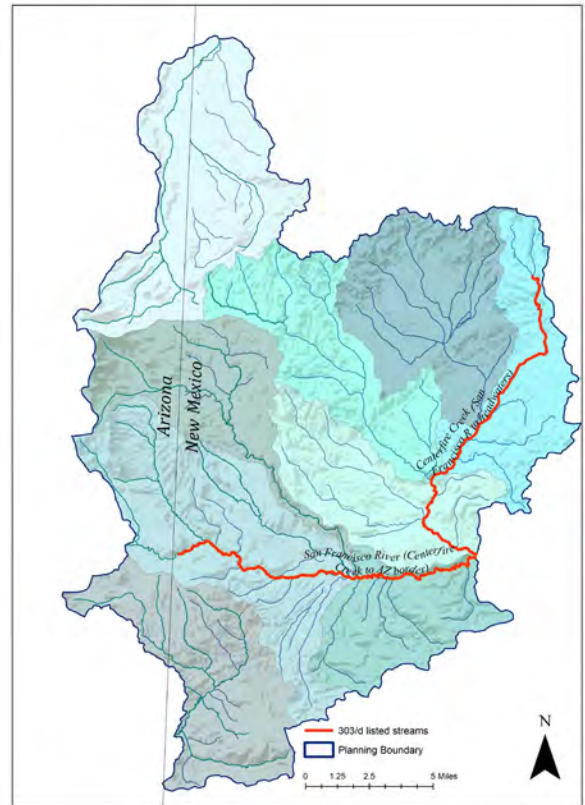 Arizona
New Mexico
Centerfire Creek (San
Francisco R to headwaters)
San Francisco River (Centerfire
Creek to AZ border)
N
303/d listed streams
Planning Boundary
0 1.25 2.5 5 Miles